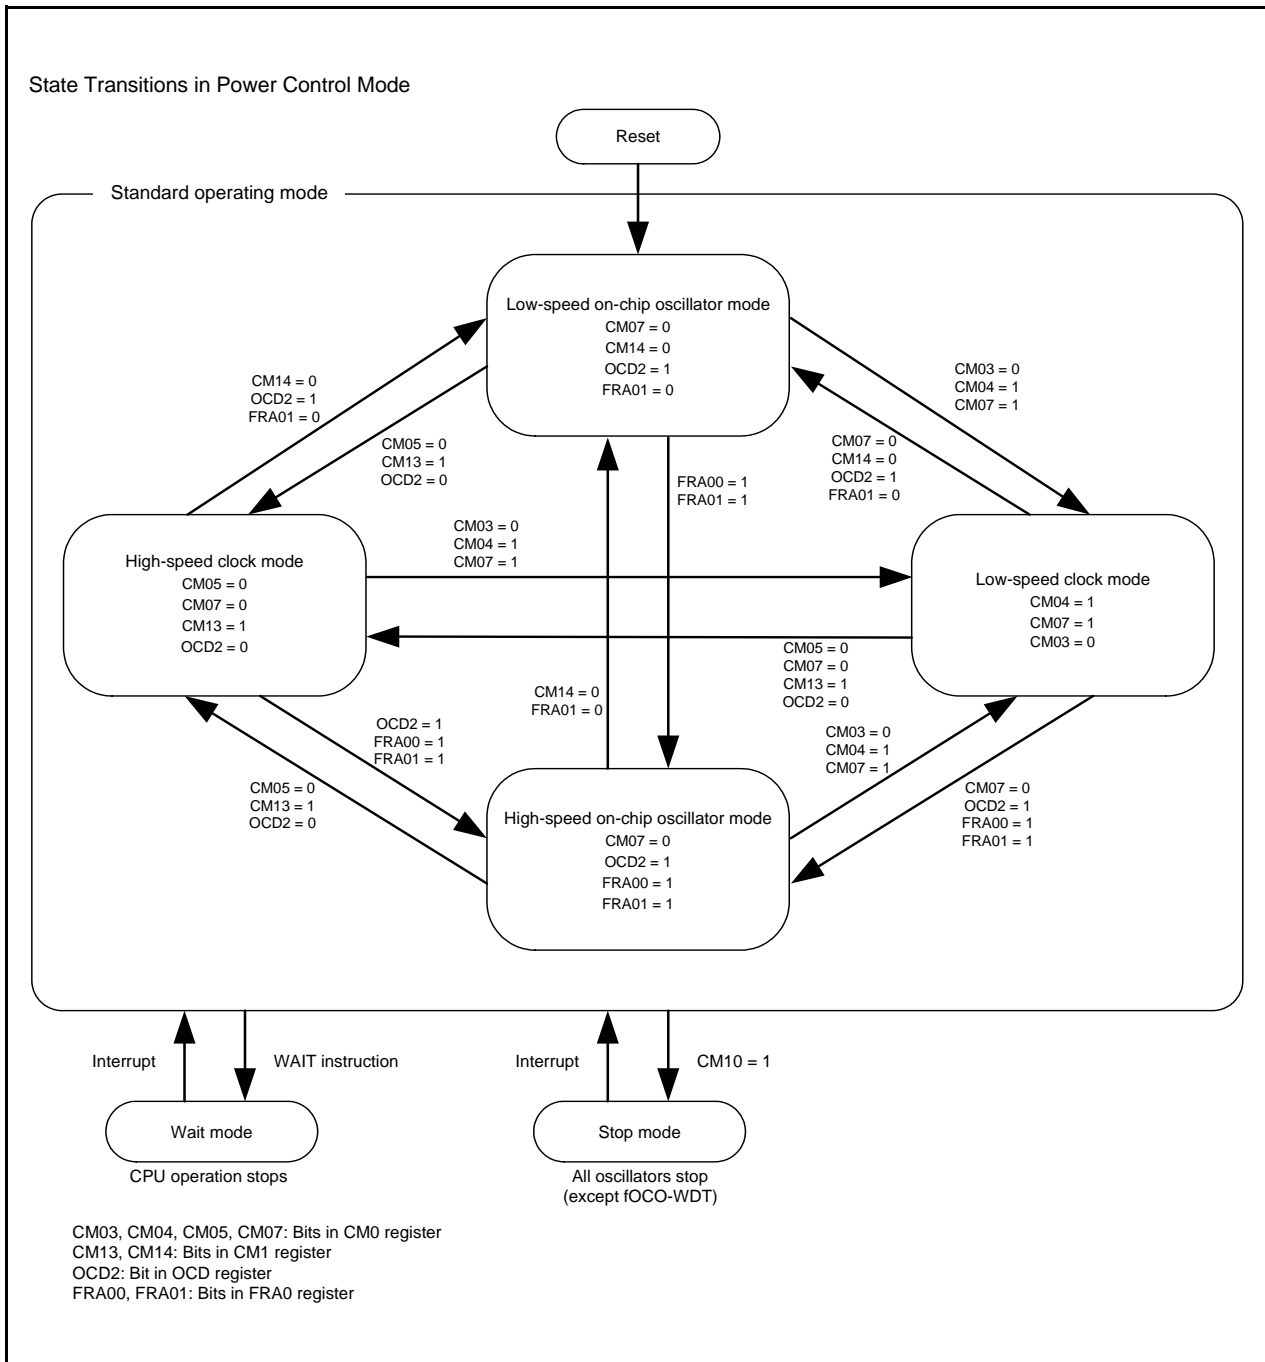 State Transitions in Power Control Mode
Reset
Standard operating mode
Low-speed on-chip oscillator mode
CM07 = 0
CM14 = 0
OCD2 = 1
FRA01 = 0
CM14 = 0
OCD2 = 1
FRA01 = 0
CM05 = 0
CM13 = 1
OCD2 = 0
CM03 = 0
CM04 = 1
CM07 = 1
CM07 = 0
CM14 = 0
OCD2 = 1
FRA01 = 0
FRA00 = 1
FRA01 = 1
High-speed clock mode
CM05 = 0
CM07 = 0
CM13 = 1
OCD2 = 0
CM03 = 0
CM04 = 1
CM07 = 1
Low-speed clock mode
CM04 = 1
CM07 = 1
CM03 = 0
CM05 = 0
CM07 = 0
CM13 = 1
OCD2 = 0
CM14 = 0
FRA01 = 0
OCD2 = 1
FRA00 = 1
FRA01 = 1
CM05 = 0
CM13 = 1
OCD2 = 0
CM03 = 0
CM04 = 1
CM07 = 1
CM07 = 0
OCD2 = 1
FRA00 = 1
FRA01 = 1
High-speed on-chip oscillator mode
CM07 = 0
OCD2 = 1
FRA00 = 1
FRA01 = 1
Interrupt
WAIT instruction
Interrupt
CM10 = 1
Wait mode
CPU operation stops
Stop mode
All oscillators stop
(except fOCO-WDT)
CM03, CM04, CM05, CM07: Bits in CM0 register
CM13, CM14: Bits in CM1 register
OCD2: Bit in OCD register
FRA00, FRA01: Bits in FRA0 register